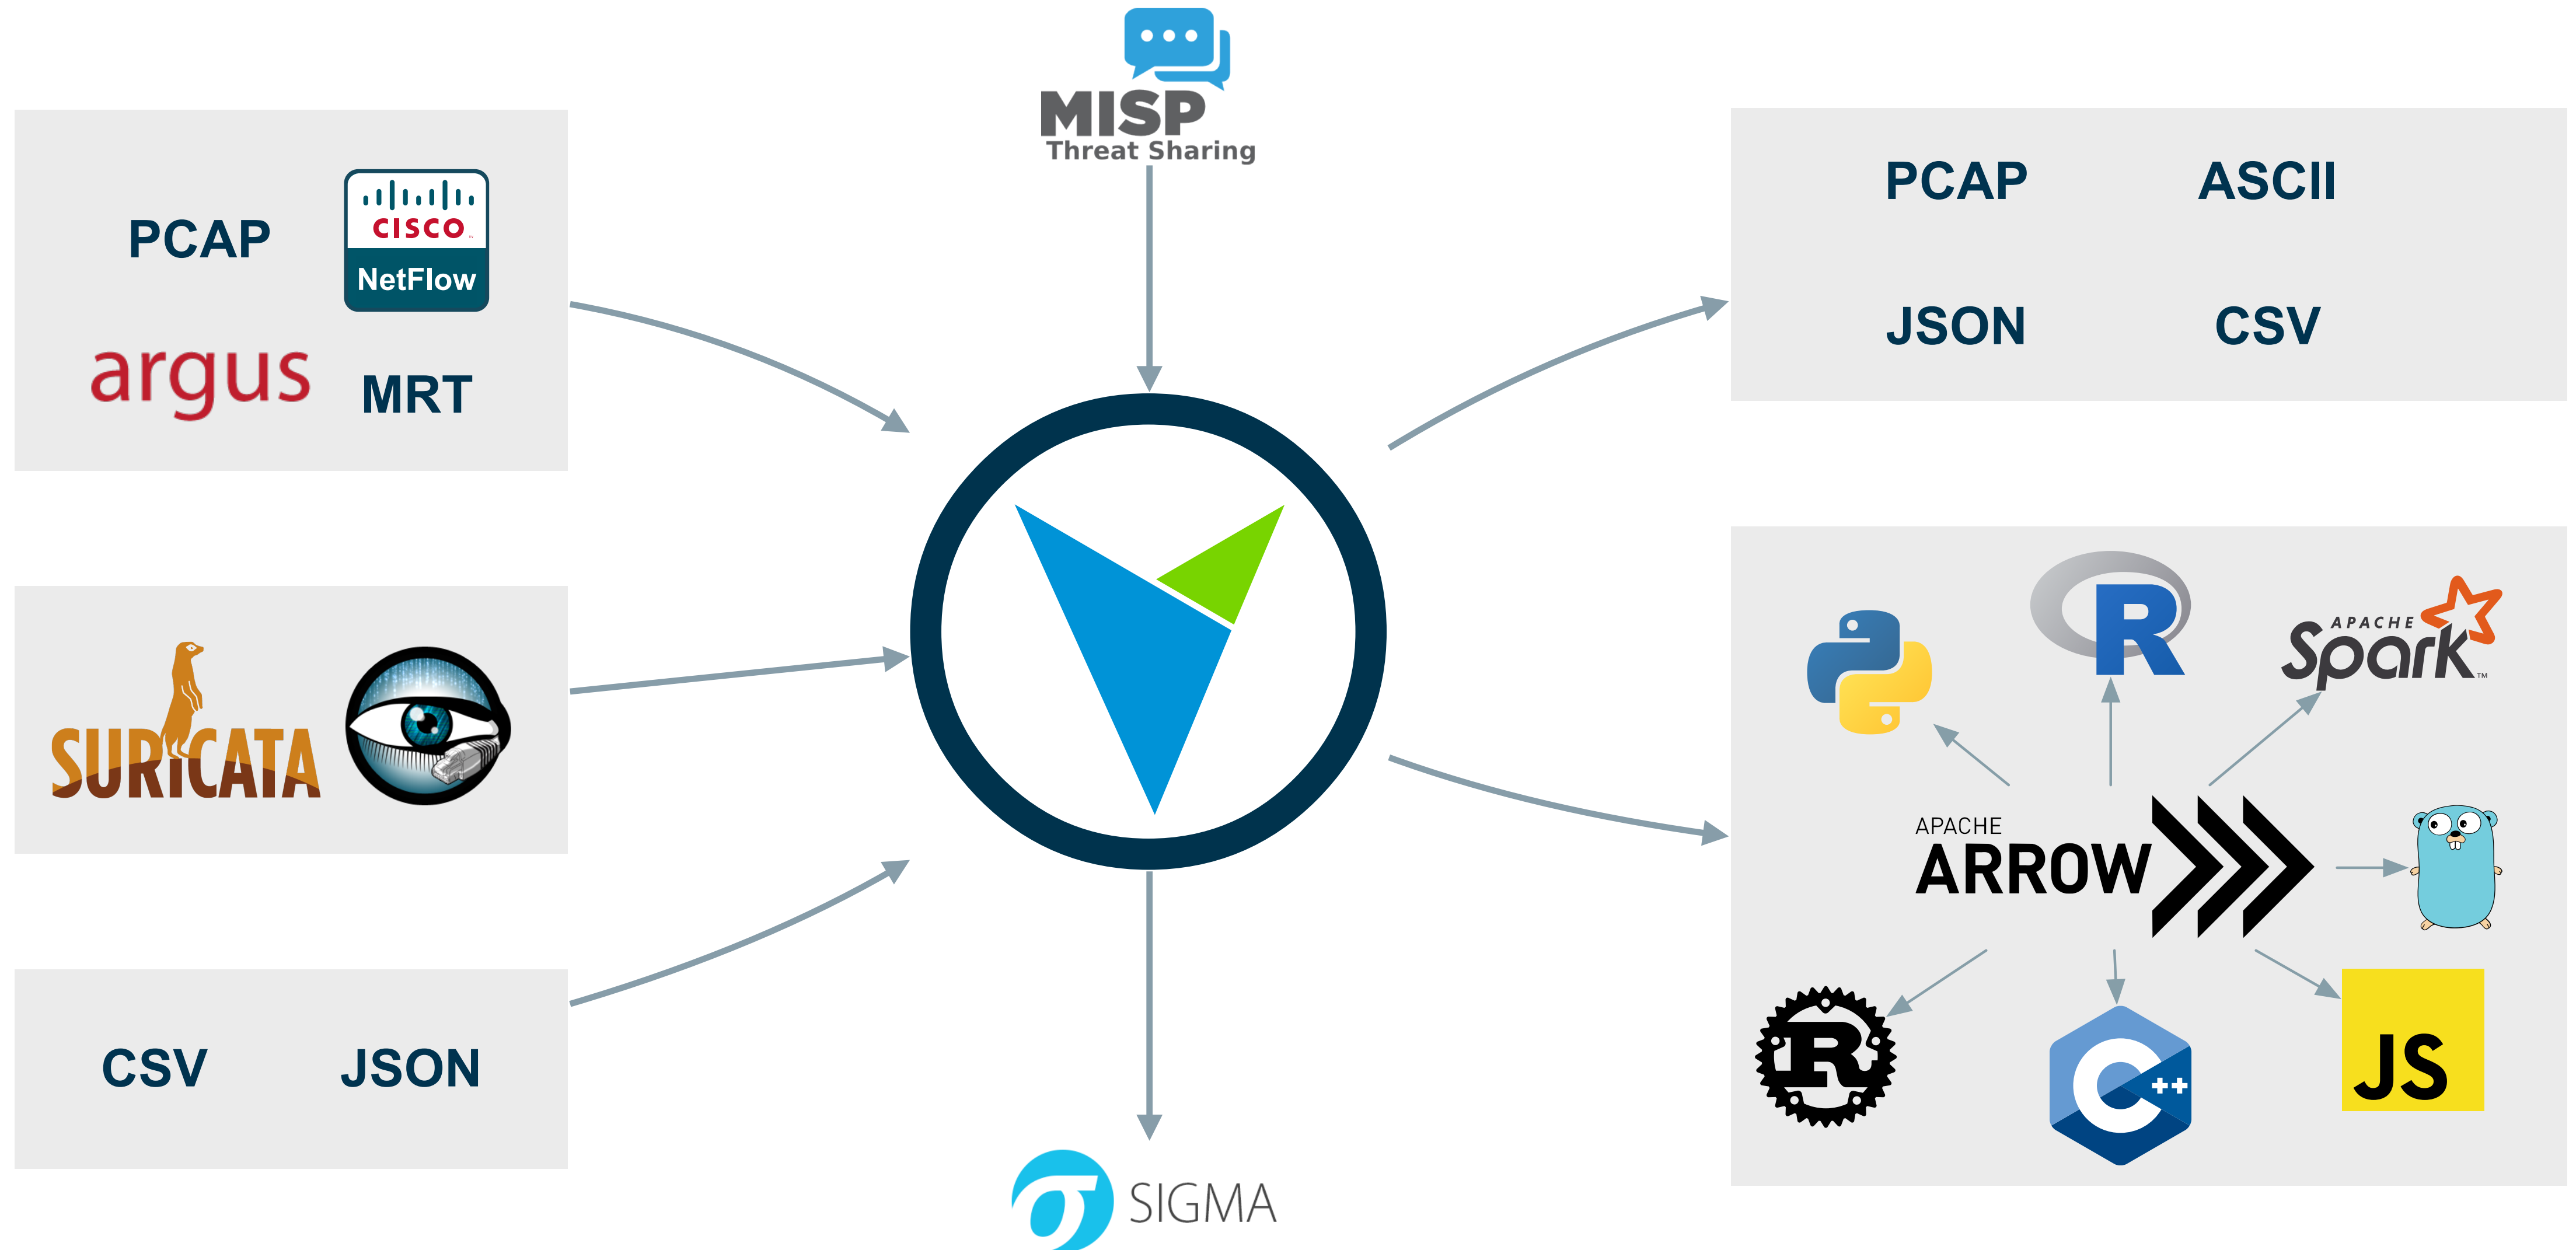 MISP
Threat Sharing
PCAP
CISCO
NetFlow
argus
MRT
SURiCATA
CSV JSON
SIGMA
PCAP ASCII
JSON CSV
R
APACHE
Spark™
APACHE
ARROW
R
C++
JS